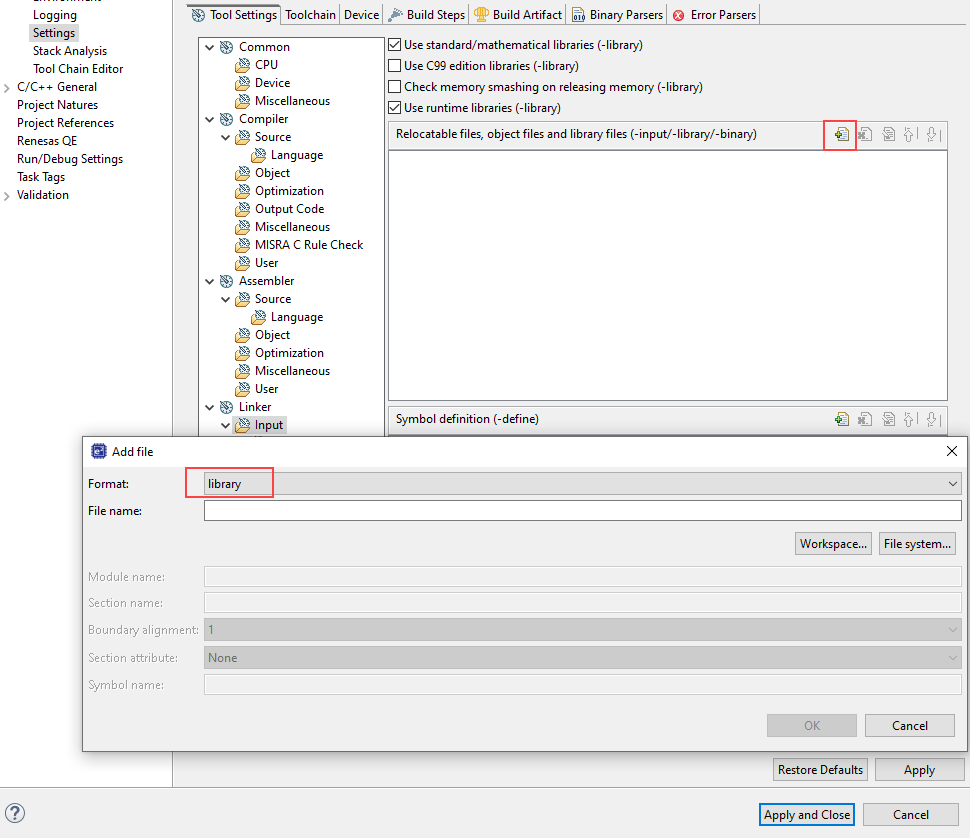 Logging
Settings
Stack Analysis
Tool Chain Editor
C/C++ General
Project Natures
Project References
Renesas QE
Run/Debug Settings
Task Tags
Validation
Tool Settings Toolchain Device Build Steps Build Artifact Binary Parsers Error Parsers
Common
CPU
Device
Miscellaneous
Compiler
Source
Language
Object
Optimization
Output Code
Miscellaneous
MISRA C Rule Check
User
Assembler
Source
Language
Object
Optimization
Miscellaneous
User
Linker
Input
Use standard/mathematical libraries (-library)
Use C99 edition libraries (-library)
Check memory smashing on releasing memory (-library)
Use runtime libraries (-library)
Relocatable files, object files and library files (-input/-library/-binary)
Symbol definition (-define)
Add file
Format: library
File name:
Workspace... File system...
Module name:
Section name:
Boundary alignment: 1
Section attribute: None
Symbol name:
OK Cancel
Restore Defaults Apply
Apply and Close Cancel